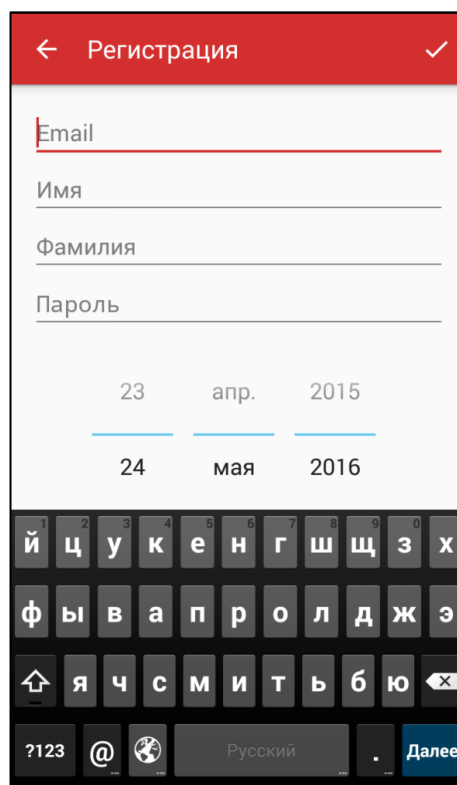 Регистрация
Email
Имя
Фамилия
Пароль
23 апр. 2015
24 мая 2016
1 2 3 4 5 6 7 8 9 0
й ц у к е н г ш щ з х
ф ы в а п р о л д ж э
я ч с м и т ь б ю
?123 @ Русский . Далее